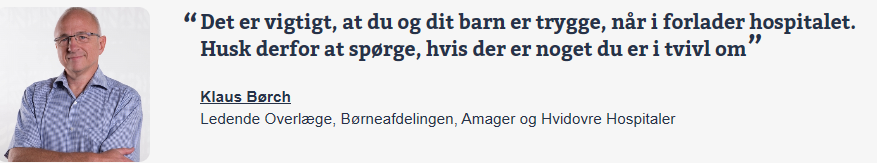 “Det er vigtigt, at du og dit barn er trygge, når i forlader hospitalet.
Husk derfor at spørge, hvis der er noget du er i tvivl om”
Klaus Børch
Ledende Overlæge, Børneafdelingen, Amager og Hvidovre Hospitaler